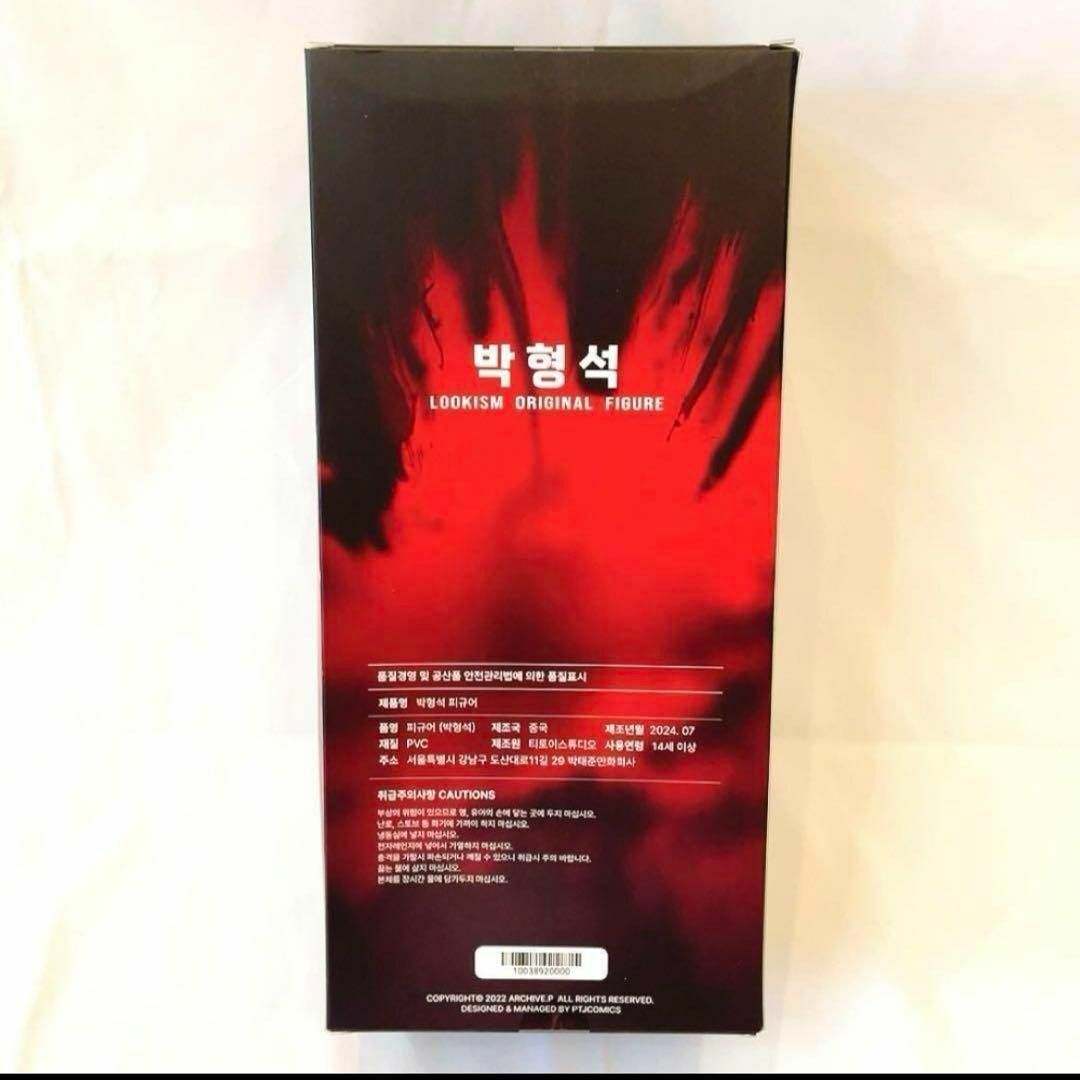 박형석
LOOKISM ORIGINAL FIGURE
품질경영 및 공산품 안전관리법에 의한 품질표시
제품명 박형석 피규어
품명 피규어 (박형석) 제조국 중국 제조년월 2024. 07
재질 PVC 제조원 티토이스튜디오 사용연령 14세 이상
주소 서울특별시 강남구 도산대로11길 29 박태준만화회사
취급주의사항 CAUTIONS
부상의 위험이 있으므로 영, 유아의 손에 닿는 곳에 두지 마십시오.
난로, 스토브 등 화기에 가까이 하지 마십시오.
냉동실에 넣지 마십시오.
전자레인지에 넣어서 가열하지 마십시오.
충격을 가할시 파손되거나 깨질 수 있으니 취급시 주의 바랍니다.
끓는 물에 삶지 마십시오.
본체를 장시간 물에 담가두지 마십시오.
10038920000
COPYRIGHT© 2022 ARCHIVE.P ALL RIGHTS RESERVED.
DESIGNED & MANAGED BY PTJCOMICS